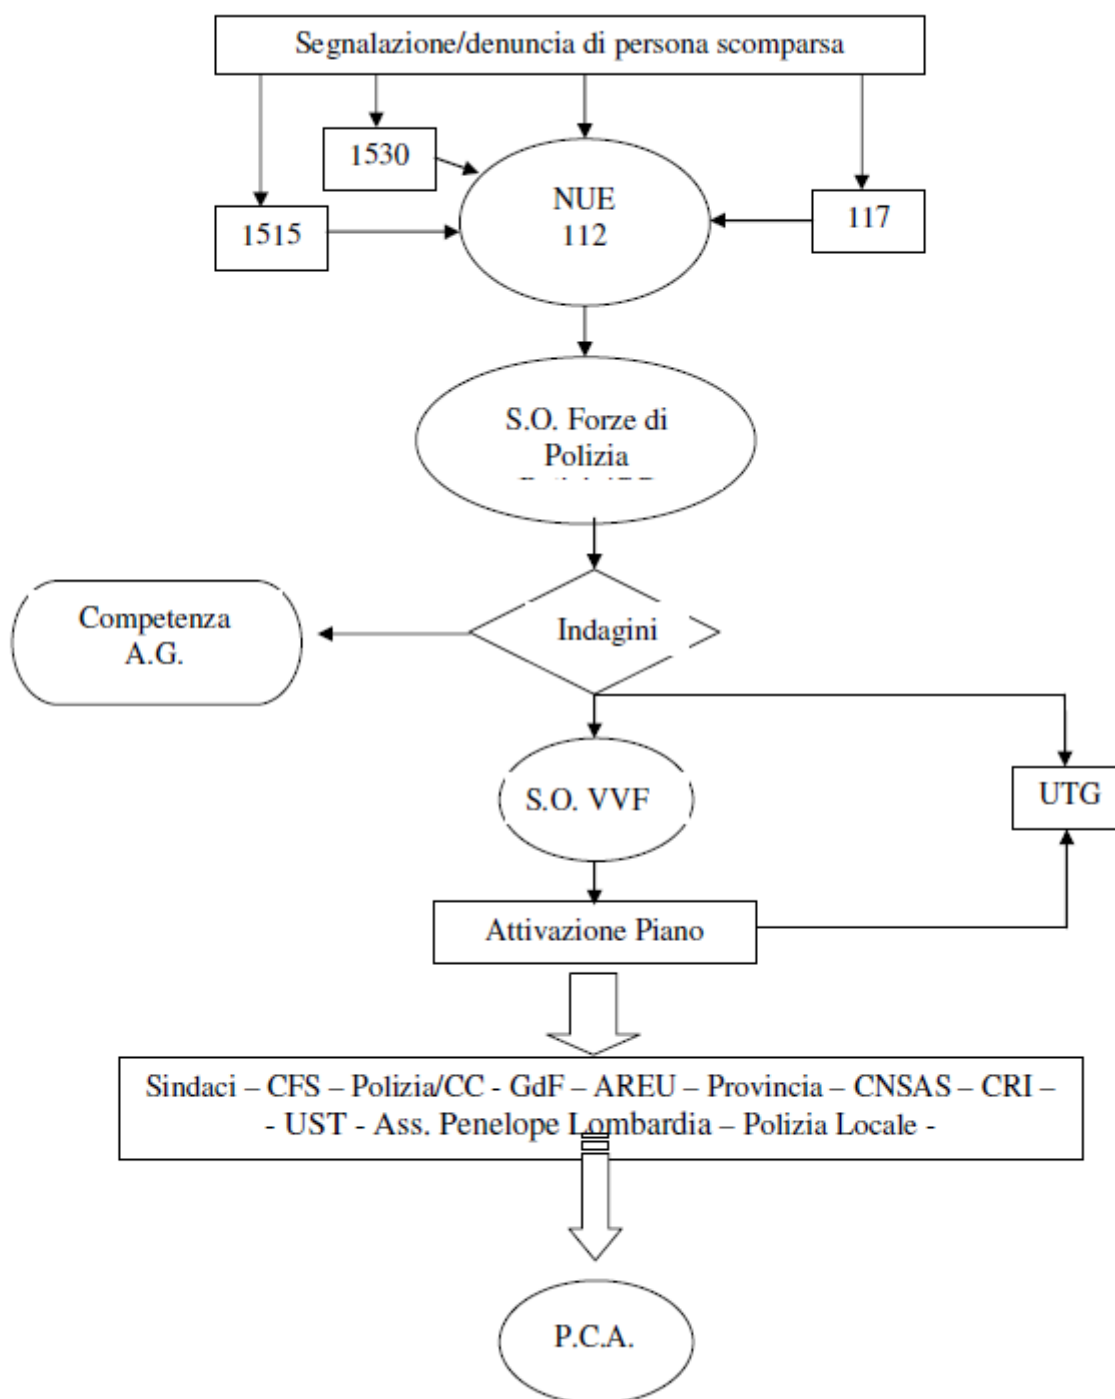 Segnalazione/denuncia di persona scomparsa
1530
NUE
112
1515
117
S.O. Forze di
Polizia
Indagini
Competenza
A.G.
S.O. VVF
UTG
Attivazione Piano
Sindaci – CFS – Polizia/CC - GdF – AREU – Provincia – CNSAS – CRI –
- UST - Ass. Penelope Lombardia – Polizia Locale -
P.C.A.